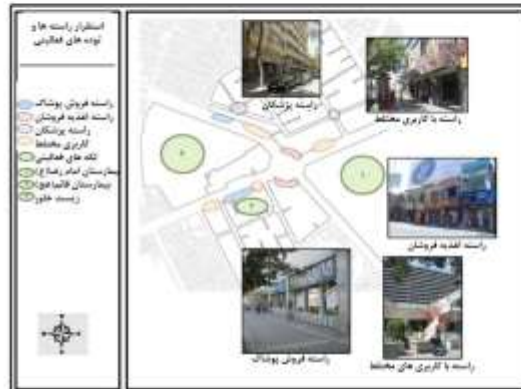 استقرار راسته ها و
توده های فعالیتی
راسته فروش پوشاک
راسته اغذیه فروشان
راسته پزشکان
کاربری مختلط
لکه های فعالیتی
بیمارستان امام رضا(ع)
بیمارستان قائم(عج)
زیست خاور
راسته پزشکان
راسته با کاربری مختلط
راسته اغذیه فروشان
راسته فروش پوشاک
راسته با کاربری های مختلط